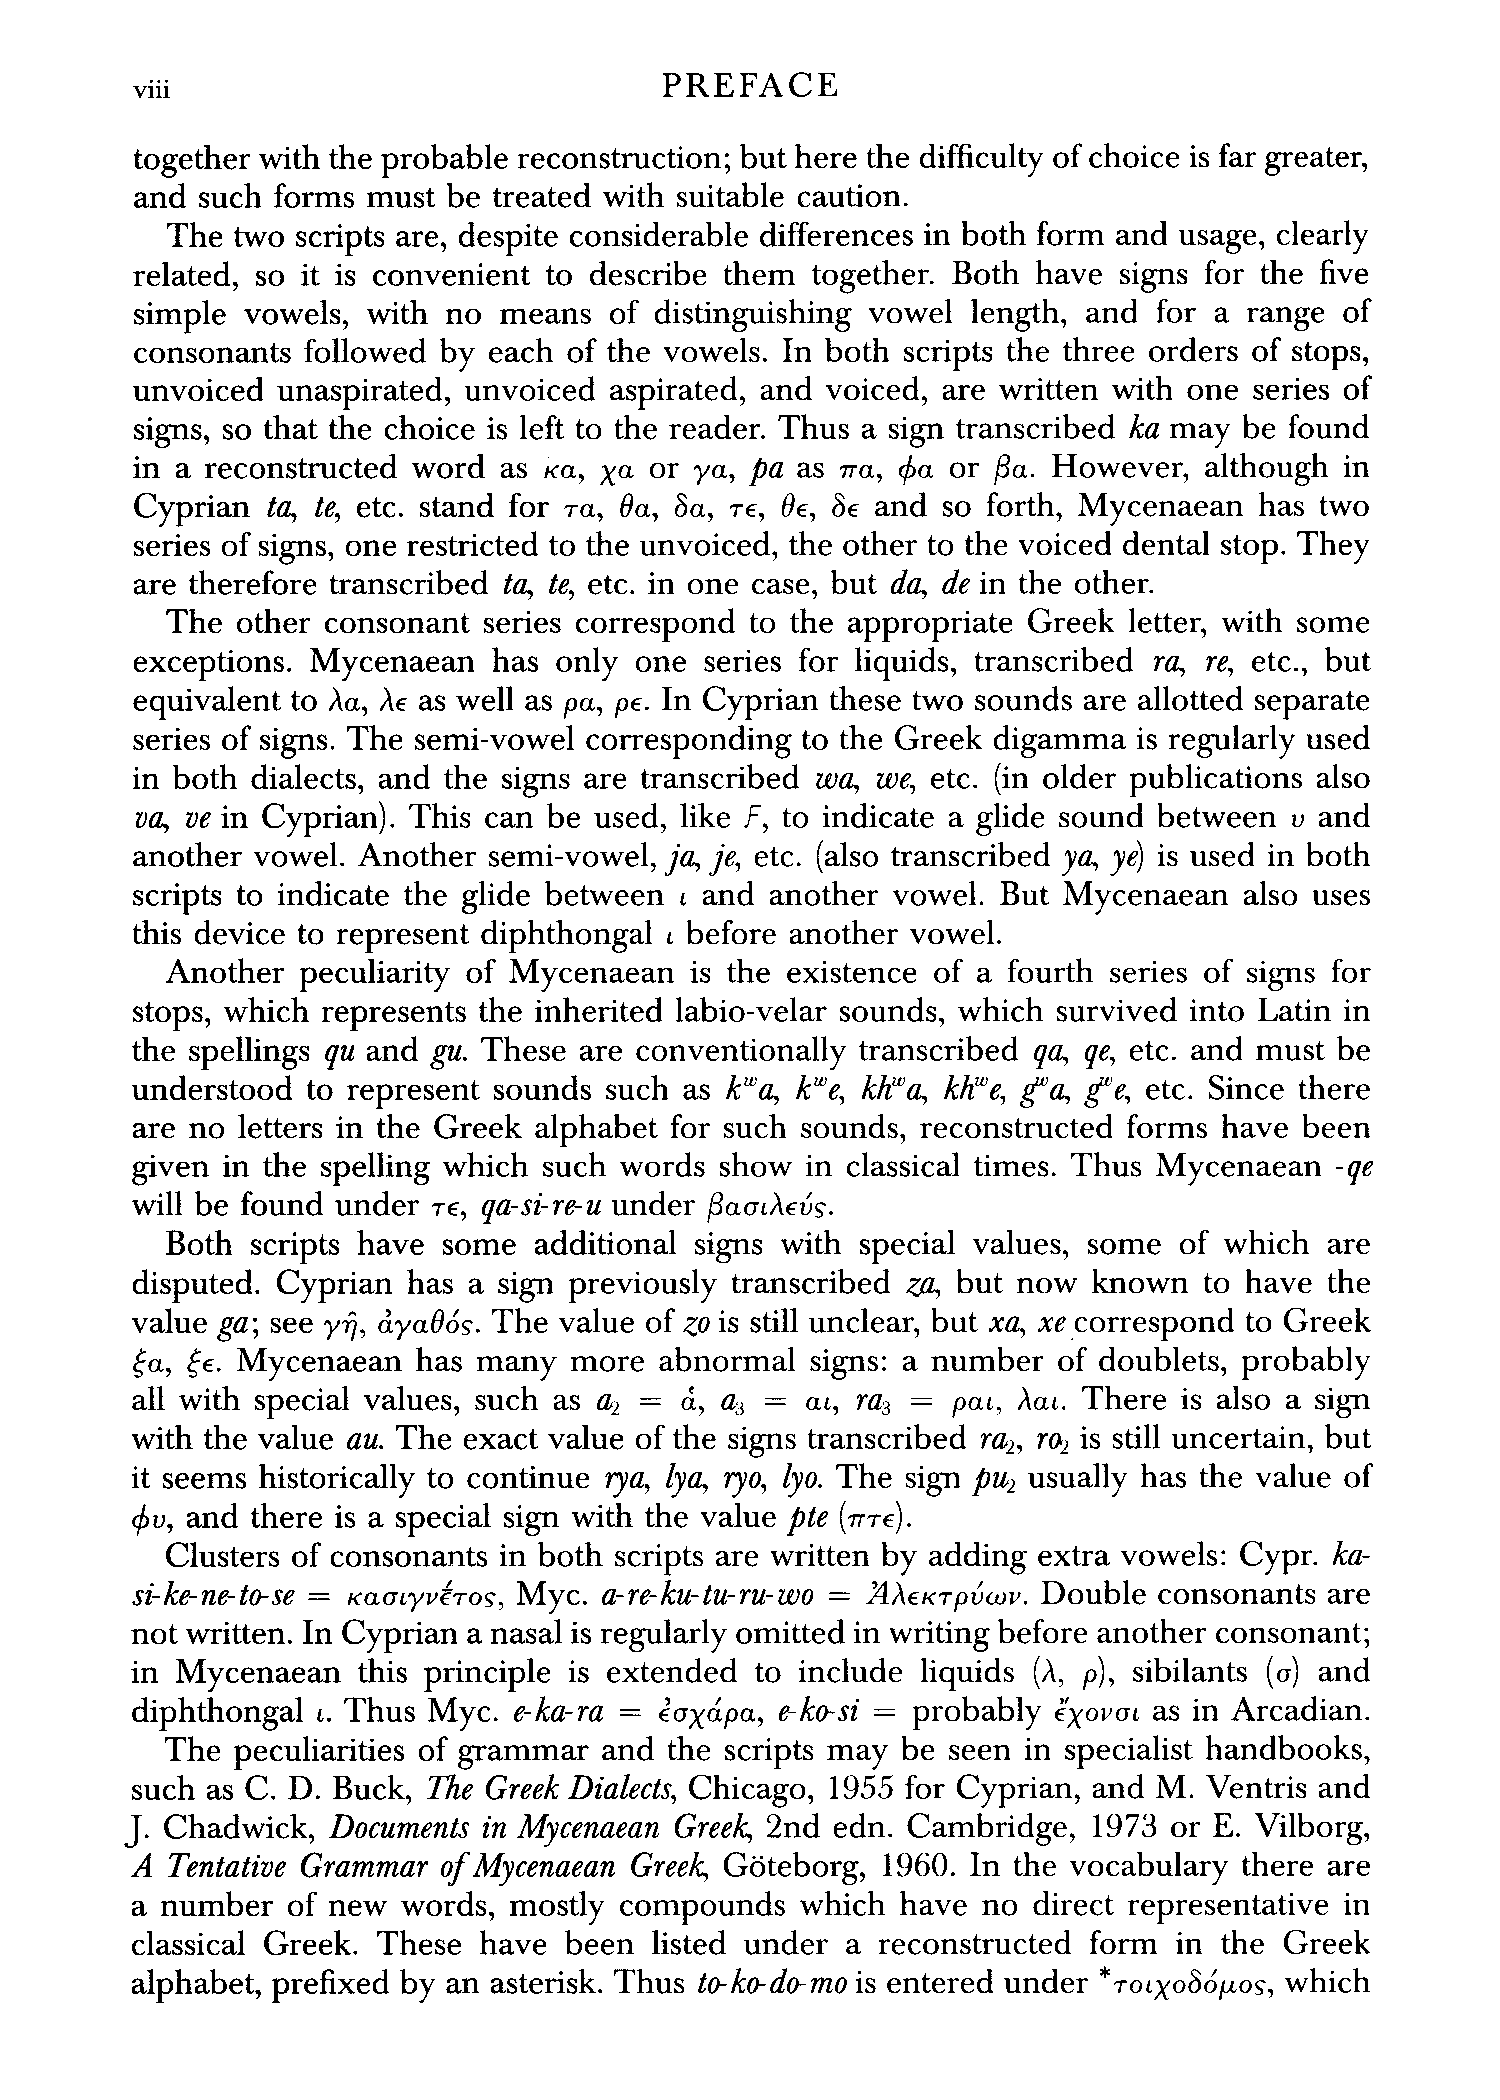 viii PREFACE
together with the probable reconstruction; but here the difficulty of choice is far greater,
and such forms must be treated with suitable caution.
The two scripts are, despite considerable differences in both form and usage, clearly
related, so it is convenient to describe them together. Both have signs for the five
simple vowels, with no means of distinguishing vowel length, and for a range of
consonants followed by each of the vowels. In both scripts the three orders of stops,
unvoiced unaspirated, unvoiced aspirated, and voiced, are written with one series of
signs, so that the choice is left to the reader. Thus a sign transcribed ka may be found
in a reconstructed word as κα, χα or γα, pa as πα, φα or βα. However, although in
Cyprian ta, te, etc. stand for τα, θα, δα, τε, θε, δε and so forth, Mycenaean has two
series of signs, one restricted to the unvoiced, the other to the voiced dental stop. They
are therefore transcribed ta, te, etc. in one case, but da, de in the other.
The other consonant series correspond to the appropriate Greek letter, with some
exceptions. Mycenaean has only one series for liquids, transcribed ra, re, etc., but
equivalent to λα, λε as well as ρα, ρε. In Cyprian these two sounds are allotted separate
series of signs. The semi-vowel corresponding to the Greek digamma is regularly used
in both dialects, and the signs are transcribed wa, we, etc. (in older publications also
va, ve in Cyprian). This can be used, like ϝ, to indicate a glide sound between υ and
another vowel. Another semi-vowel, ja, je, etc. (also transcribed ya, ye) is used in both
scripts to indicate the glide between ι and another vowel. But Mycenaean also uses
this device to represent diphthongal ι before another vowel.
Another peculiarity of Mycenaean is the existence of a fourth series of signs for
stops, which represents the inherited labio-velar sounds, which survived into Latin in
the spellings qu and gu. These are conventionally transcribed qa, qe, etc. and must be
understood to represent sounds such as kʷa, kʷe, khʷa, khʷe, gʷa, gʷe, etc. Since there
are no letters in the Greek alphabet for such sounds, reconstructed forms have been
given in the spelling which such words show in classical times. Thus Mycenaean -qe
will be found under τε, qa-si-re-u under βασιλεύς.
Both scripts have some additional signs with special values, some of which are
disputed. Cyprian has a sign previously transcribed za, but now known to have the
value ga; see γῆ, ἀγαθός. The value of zo is still unclear, but xa, xe correspond to Greek
ξα, ξε. Mycenaean has many more abnormal signs: a number of doublets, probably
all with special values, such as a₂ = ἁ, a₃ = αι, ra₃ = ραι, λαι. There is also a sign
with the value au. The exact value of the signs transcribed ra₂, ro₂ is still uncertain, but
it seems historically to continue rya, lya, ryo, lyo. The sign pu₂ usually has the value of
φυ, and there is a special sign with the value pte (πτε).
Clusters of consonants in both scripts are written by adding extra vowels: Cypr. ka-
si-ke-ne-to-se = κασιγνέτος, Myc. a-re-ku-tu-ru-wo = Ἀλεκτρύων. Double consonants are
not written. In Cyprian a nasal is regularly omitted in writing before another consonant;
in Mycenaean this principle is extended to include liquids (λ, ρ), sibilants (σ) and
diphthongal ι. Thus Myc. e-ka-ra = ἐσχάρα, e-ko-si = probably ἔχονσι as in Arcadian.
The peculiarities of grammar and the scripts may be seen in specialist handbooks,
such as C. D. Buck, The Greek Dialects, Chicago, 1955 for Cyprian, and M. Ventris and
J. Chadwick, Documents in Mycenaean Greek, 2nd edn. Cambridge, 1973 or E. Vilborg,
A Tentative Grammar of Mycenaean Greek, Göteborg, 1960. In the vocabulary there are
a number of new words, mostly compounds which have no direct representative in
classical Greek. These have been listed under a reconstructed form in the Greek
alphabet, prefixed by an asterisk. Thus to-ko-do-mo is entered under *τοιχοδόμος, which